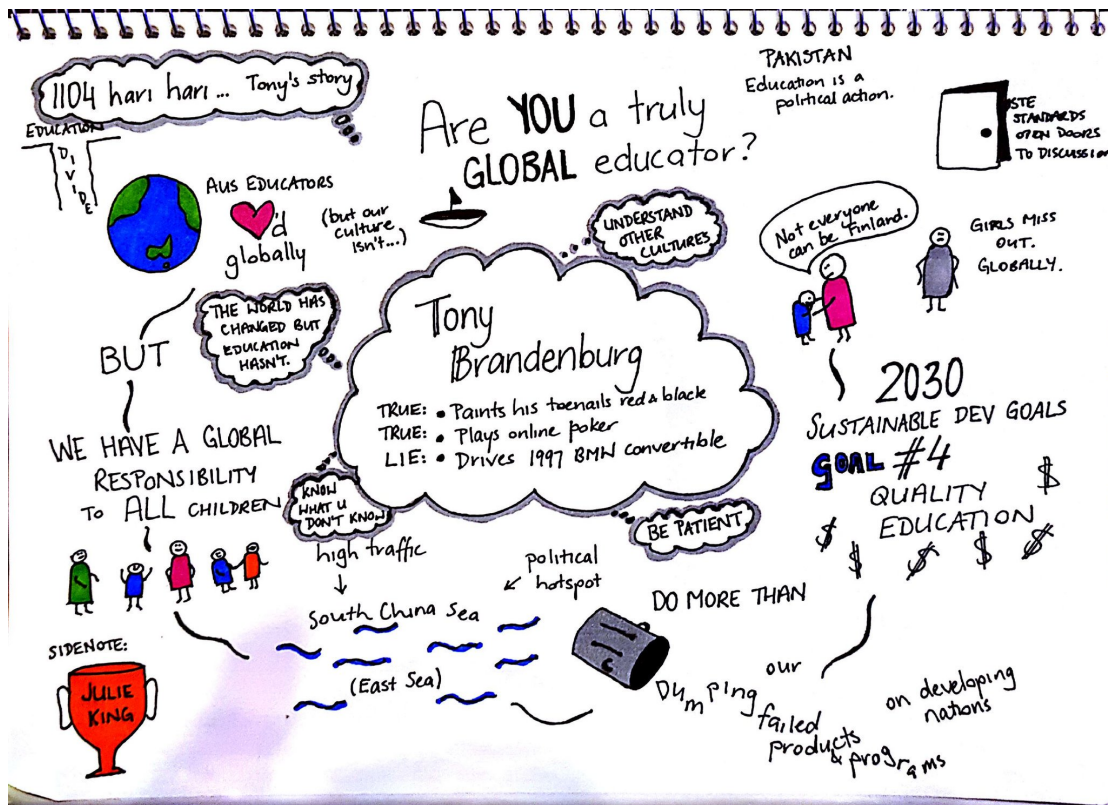 1104 hari hari... Tony's story
EDUCATION
DIVIDE
AUS EDUCATORS
'd
globally
(but our
culture
isn't...)
Are YOU a truly
GLOBAL educator?
PAKISTAN
Education is a
political action.
ISTE
STANDARDS
OPEN DOORS
TO DISCUSSION
UNDERSTAND
OTHER
CULTURES
Not everyone
can be Finland.
GIRLS MISS
OUT.
GLOBALLY.
THE WORLD HAS
CHANGED BUT
EDUCATION
HASN'T.
BUT
WE HAVE A GLOBAL
RESPONSIBILITY
TO ALL CHILDREN
Tony
Brandenburg
TRUE: • Paints his toenails red & black
TRUE: • Plays online poker
LIE: • Drives 1997 BMW convertible
KNOW
WHAT U
DON'T KNOW
BE PATIENT
2030
SUSTAINABLE DEV GOALS
GOAL #4
QUALITY
EDUCATION
$ $ $ $ $ $
high traffic
political
hotspot
South China Sea
(East Sea)
DO MORE THAN
Dumping
our
failed
products
& programs
on developing
nations
SIDENOTE:
JULIE
KING